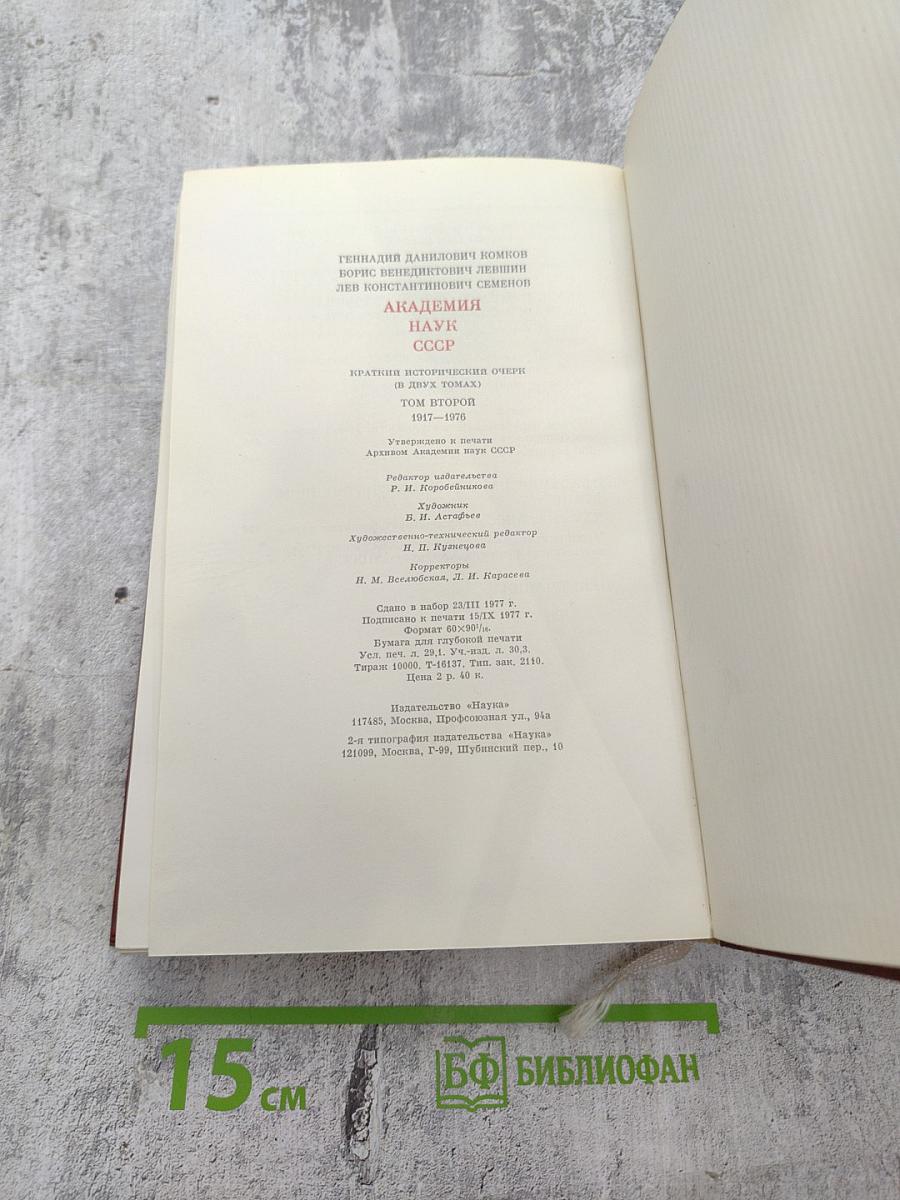 ГЕННАДИЙ ДАНИЛОВИЧ КОМКОВ
БОРИС ВЕНЕДИКТОВИЧ ЛЕВШИН
ЛЕВ КОНСТАНТИНОВИЧ СЕМЕНОВ
АКАДЕМИЯ
НАУК
СССР
КРАТКИЙ ИСТОРИЧЕСКИЙ ОЧЕРК
(В ДВУХ ТОМАХ)
ТОМ ВТОРОЙ
1917—1976
Утверждено к печати
Архивом Академии наук СССР
Редактор издательства
Р. И. Коробейникова
Художник
Б. И. Астафьев
Художественно-технический редактор
Н. П. Кузнецова
Корректоры
Н. М. Вселюбская, Л. И. Карасева
Сдано в набор 23/III 1977 г.
Подписано к печати 15/IX 1977 г.
Формат 60×90¹/₁₆.
Бумага для глубокой печати
Усл. печ. л. 29,1. Уч.-изд. л. 30,3.
Тираж 10000. Т-16137. Тип. зак. 2110.
Цена 2 р. 40 к.
Издательство «Наука»
117485, Москва, Профсоюзная ул., 94а
2-я типография издательства «Наука»
121099, Москва, Г-99, Шубинский пер., 10
15 см
БФ БИБЛИОФАН